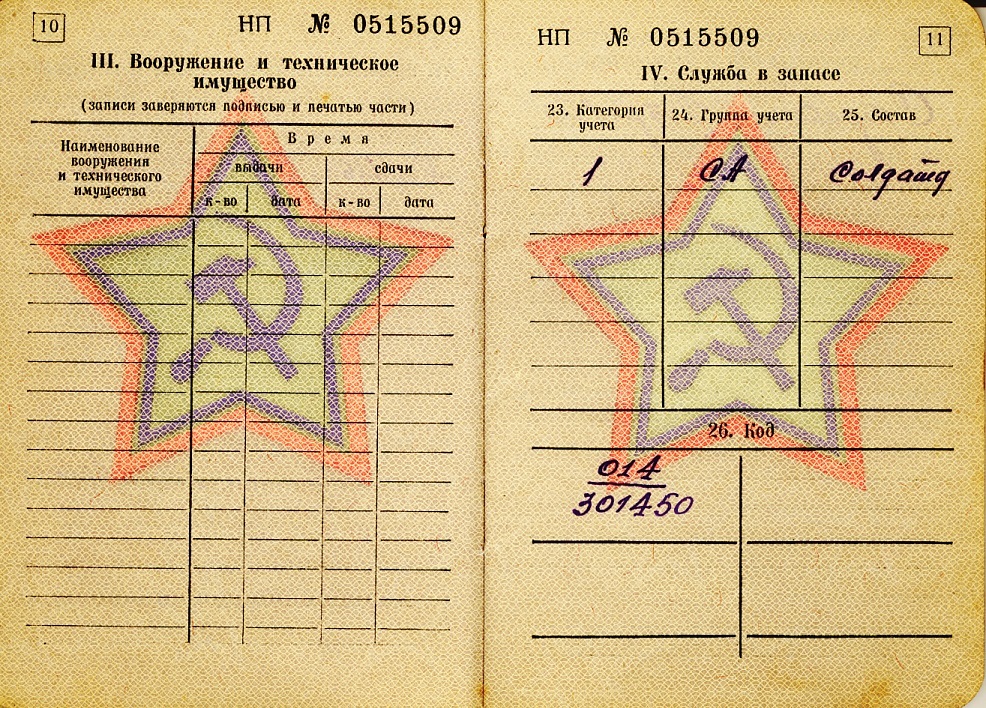 10
НП № 0515509
III. Вооружение и техническое
имущество
(записи заверяются подписью и печатью части)
Наименование
вооружения
и технического
имущества
Время
выдачи
сдачи
к-во
дата
к-во
дата
НП № 0515509
11
IV. Служба в запасе
23. Категория
учета
24. Группа учета
25. Состав
1
СА
Солдаты
26. Код
014
301450